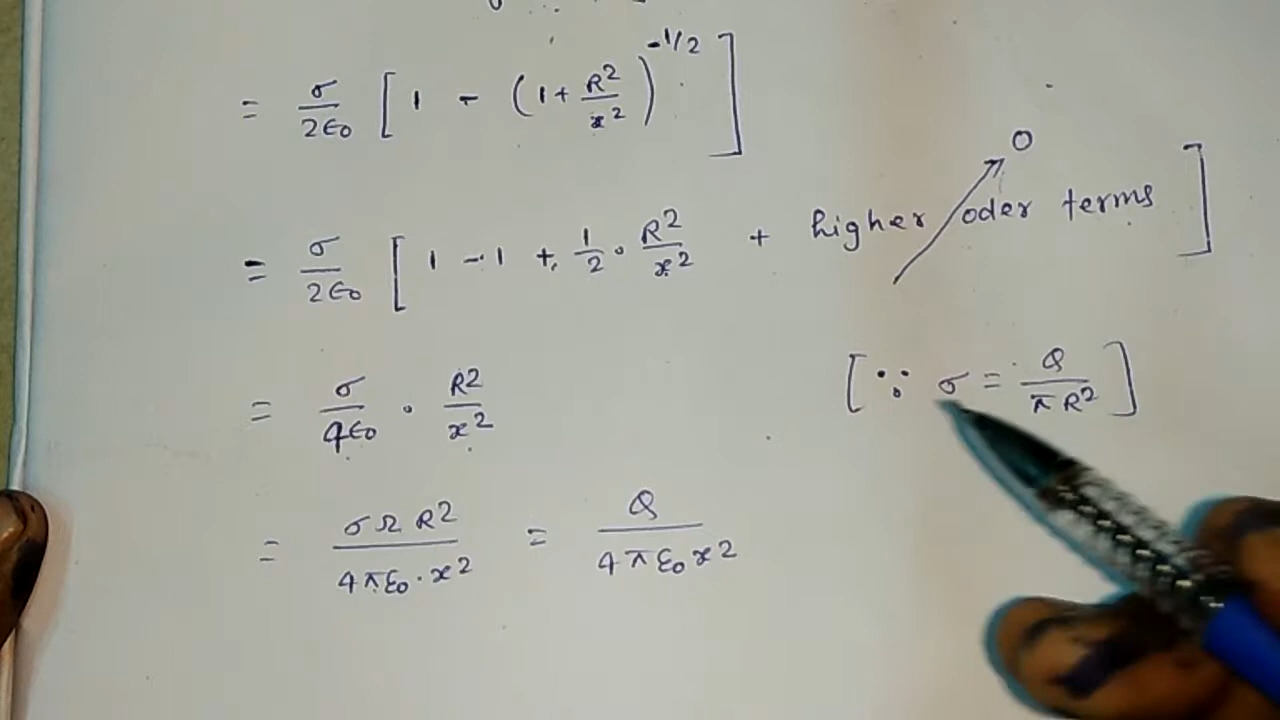 = σ/2ϵ₀ [ 1 - (1 + R²/x²)^-1/2 ]
= σ/2ϵ₀ [ 1 - 1 + 1/2 · R²/x² + higher oder terms ] 0
= σ/4ϵ₀ · R²/x² [ ∵ σ = Q/πR² ]
= σπR²/4πε₀·x² = Q/4πε₀x²